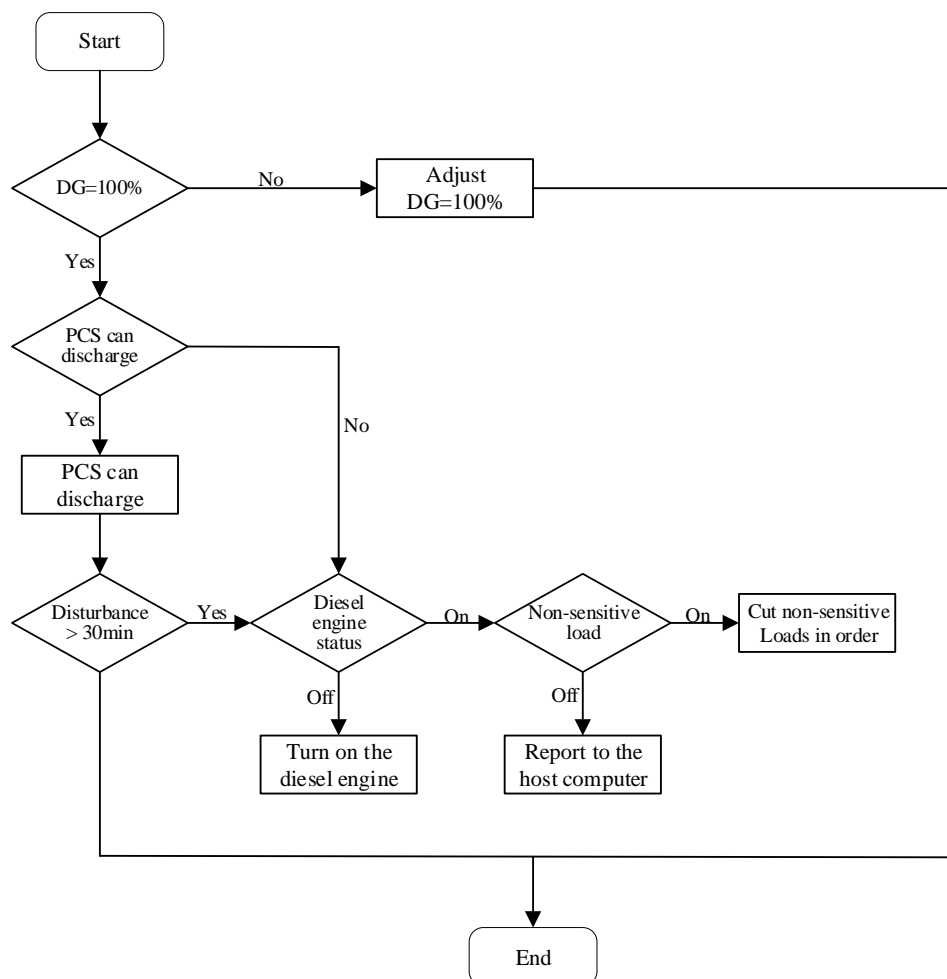 Start
DG=100%
No
Adjust
DG=100%
Yes
PCS can
discharge
No
Yes
PCS can
discharge
Disturbance
> 30min
Yes
Diesel
engine
status
On
Non-sensitive
load
On
Cut non-sensitive
Loads in order
Off
Off
Turn on the
diesel engine
Report to the
host computer
End